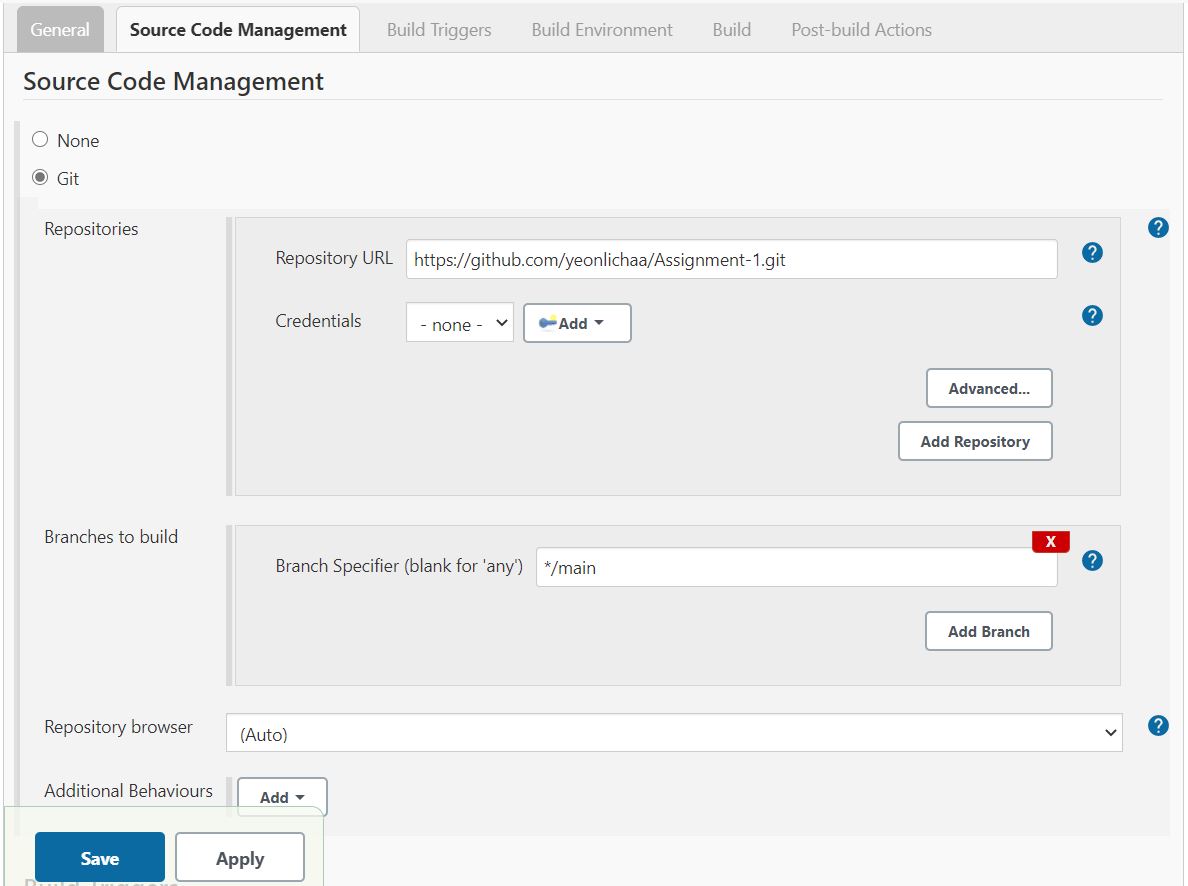 General Source Code Management Build Triggers Build Environment Build Post-build Actions
Source Code Management
None
Git
Repositories
?
Repository URL https://github.com/yeonlichaa/Assignment-1.git ?
Credentials - none - Add ?
Advanced...
Add Repository
Branches to build
X
Branch Specifier (blank for 'any') */main ?
Add Branch
Repository browser (Auto) ?
Additional Behaviours Add
Save Apply
Build Triggers